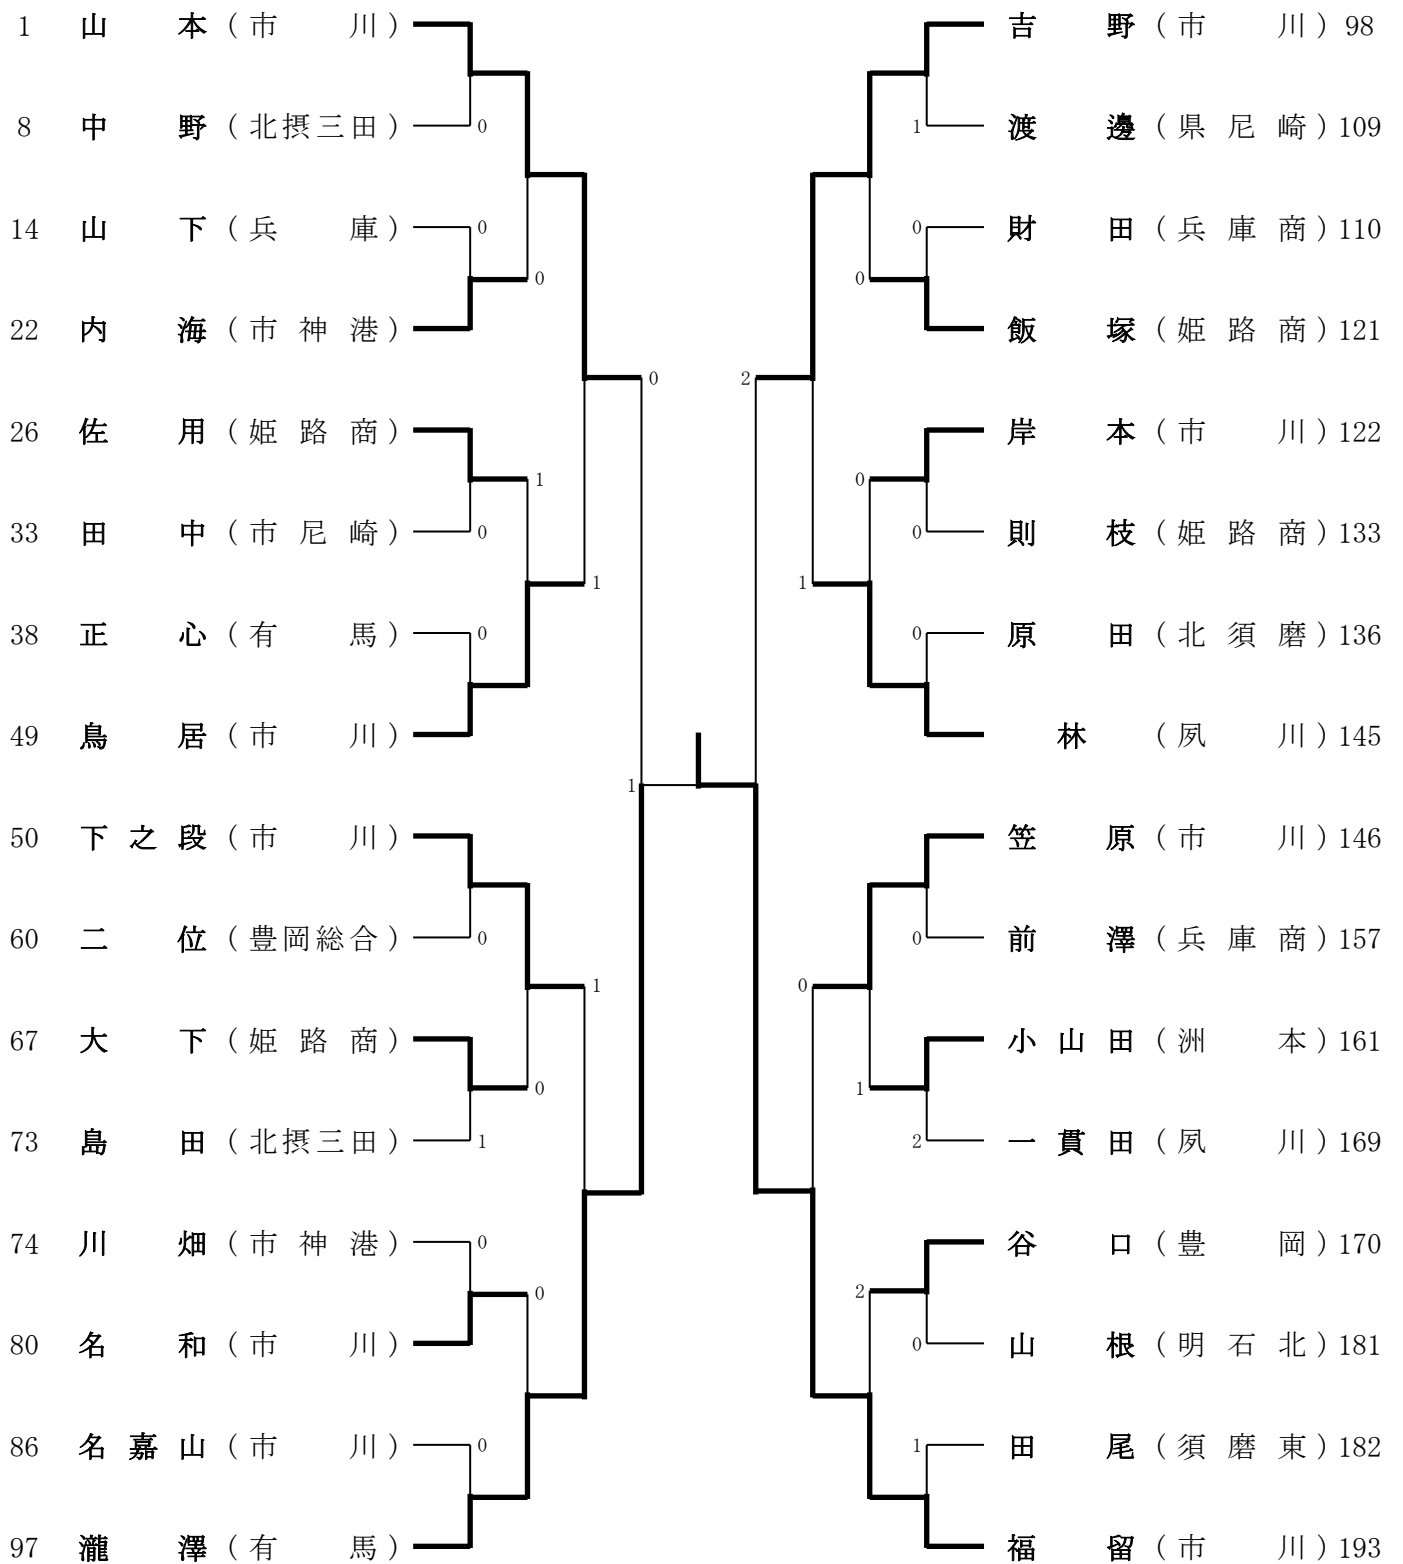 1 山本（市川） 吉野（市川）98
8 中野（北摂三田） 0 1 渡邊（県尼崎）109
14 山下（兵庫） 0 0 財田（兵庫商）110
0 0
22 内海（市神港） 飯塚（姫路商）121
0 2
26 佐用（姫路商） 岸本（市川）122
1 0
33 田中（市尼崎） 0 0 則枝（姫路商）133
1 1
38 正心（有馬） 0 0 原田（北須磨）136
49 鳥居（市川） 林（夙川）145
1
50 下之段（市川） 笠原（市川）146
60 二位（豊岡総合） 0 0 前澤（兵庫商）157
1 0
67 大下（姫路商） 小山田（洲本）161
0 1
73 島田（北摂三田） 1 2 一貫田（夙川）169
74 川畑（市神港） 0 谷口（豊岡）170
0 2
80 名和（市川） 0 山根（明石北）181
86 名嘉山（市川） 0 1 田尾（須磨東）182
97 瀧澤（有馬） 福留（市川）193